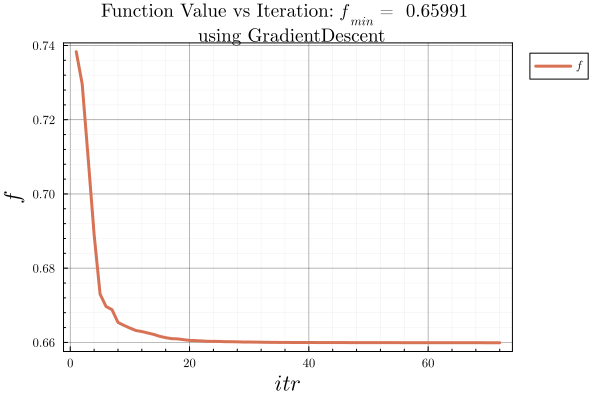 Function Value vs Iteration: f_min = 0.65991
using GradientDescent
f
0.74
0.72
0.70
0.68
0.66
f
0
20
40
60
itr